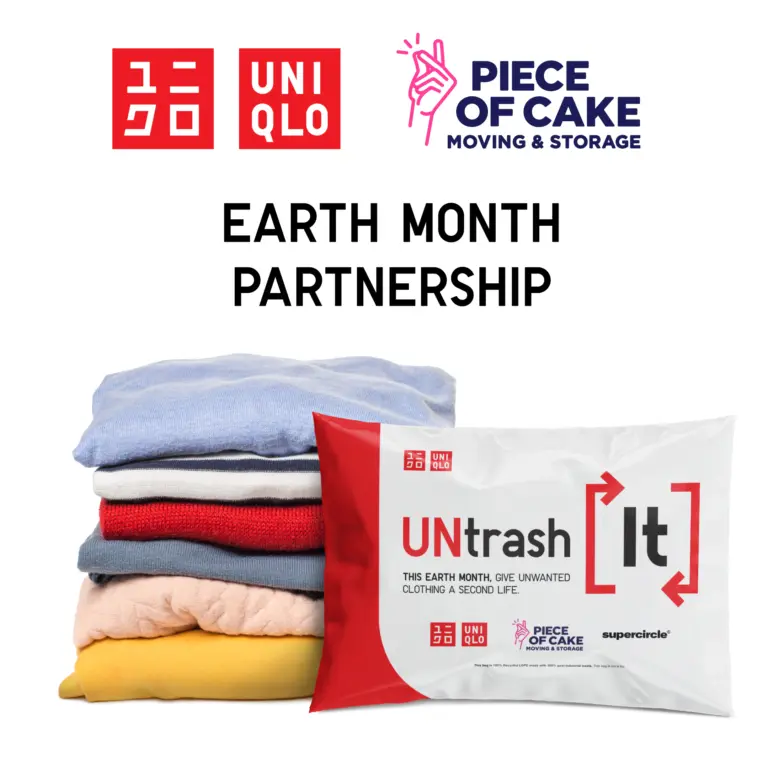 ユニ
クロ
UNI
QLO
PIECE
OF CAKE
MOVING & STORAGE
EARTH MONTH
PARTNERSHIP
ユニ
クロ
UNI
QLO
UNtrash [It]
THIS EARTH MONTH, GIVE UNWANTED
CLOTHING A SECOND LIFE.
ユニ
クロ
UNI
QLO
PIECE
OF CAKE
MOVING & STORAGE
supercircle®